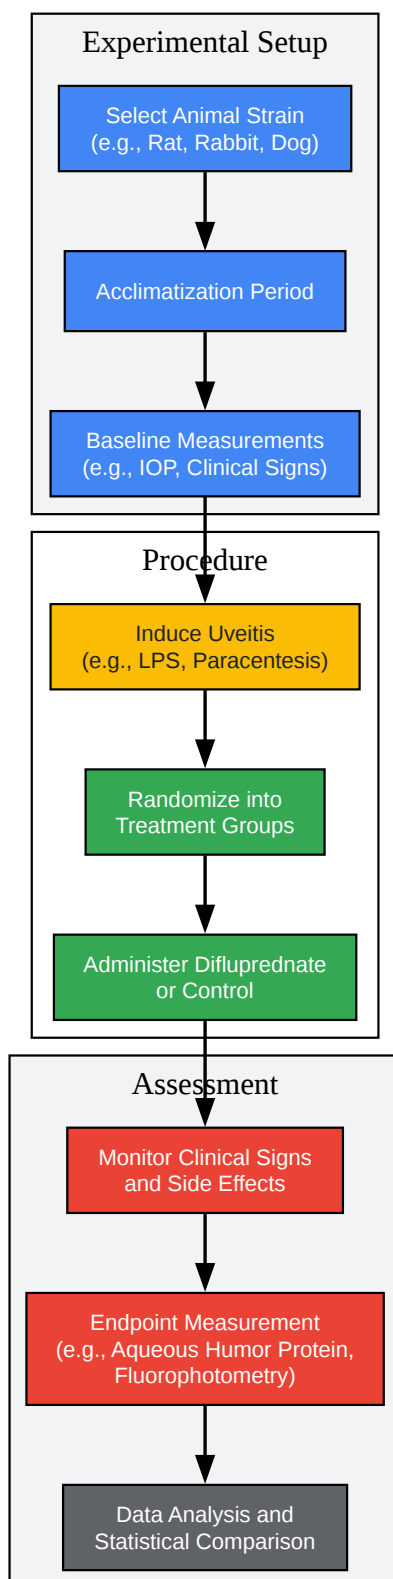 Experimental Setup
Select Animal Strain
(e.g., Rat, Rabbit, Dog)
Acclimatization Period
Baseline Measurements
(e.g., IOP, Clinical Signs)
Procedure
Induce Uveitis
(e.g., LPS, Paracentesis)
Randomize into
Treatment Groups
Administer Difluprednate
or Control
Assessment
Monitor Clinical Signs
and Side Effects
Endpoint Measurement
(e.g., Aqueous Humor Protein,
Fluorophotometry)
Data Analysis and
Statistical Comparison